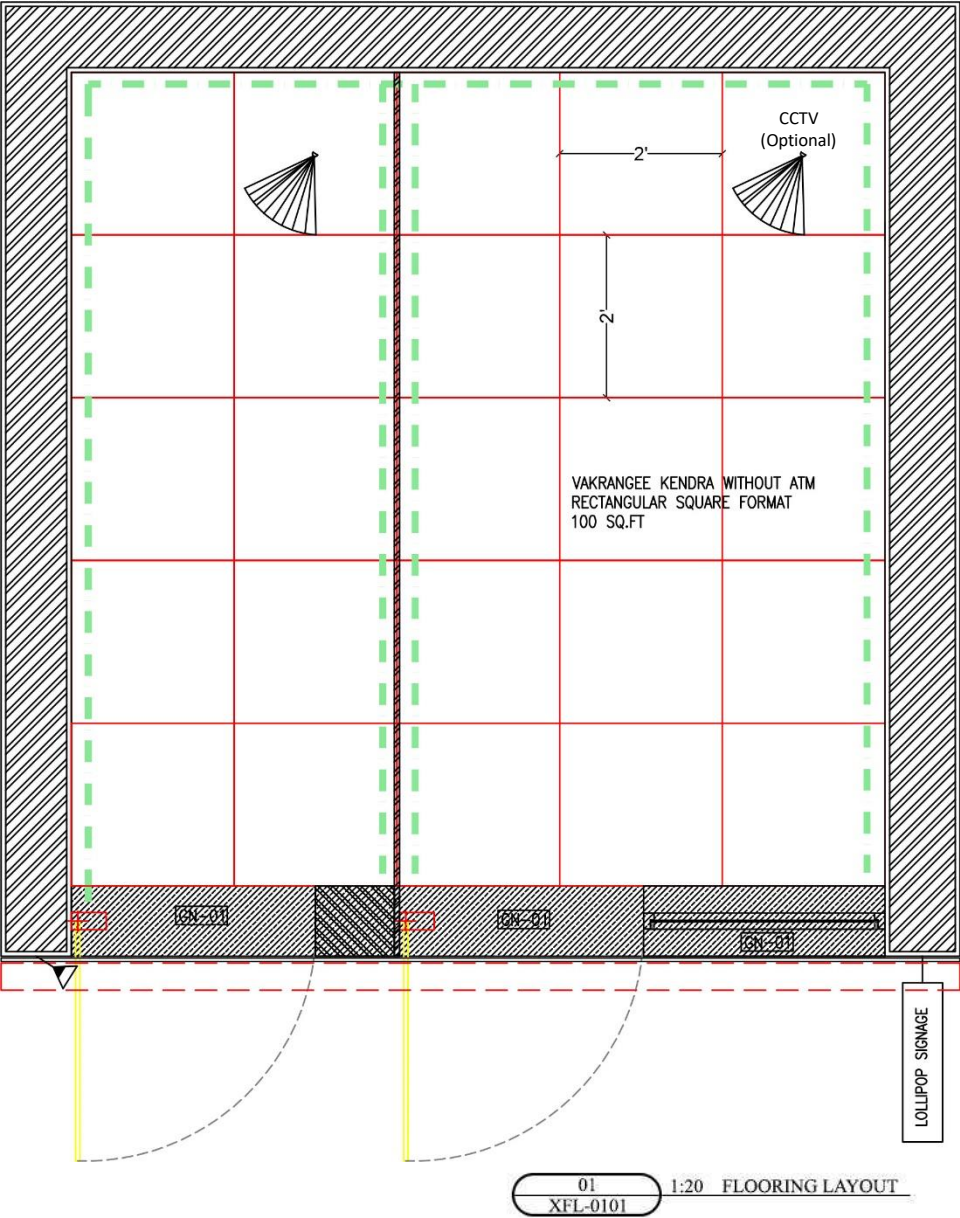 CCTV
(Optional)
2'
2'
VAKRANGEE KENDRA WITHOUT ATM
RECTANGULAR SQUARE FORMAT
100 SQ.FT
GN-01
GN-01
GN-01
LOLLIPOP SIGNAGE
01
XFL-0101
1:20 FLOORING LAYOUT